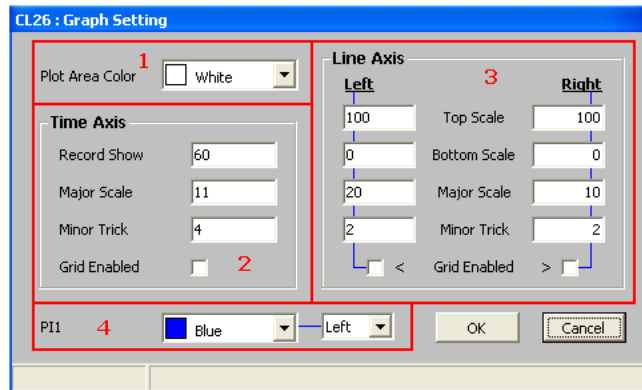 CL26 : Graph Setting
1
Plot Area Color White
Time Axis
Record Show 60
Major Scale 11
Minor Trick 4
Grid Enabled 2
Line Axis
3
Left Right
100 Top Scale 100
0 Bottom Scale 0
20 Major Scale 10
2 Minor Trick 2
< Grid Enabled >
PI1 4 Blue Left
OK Cancel